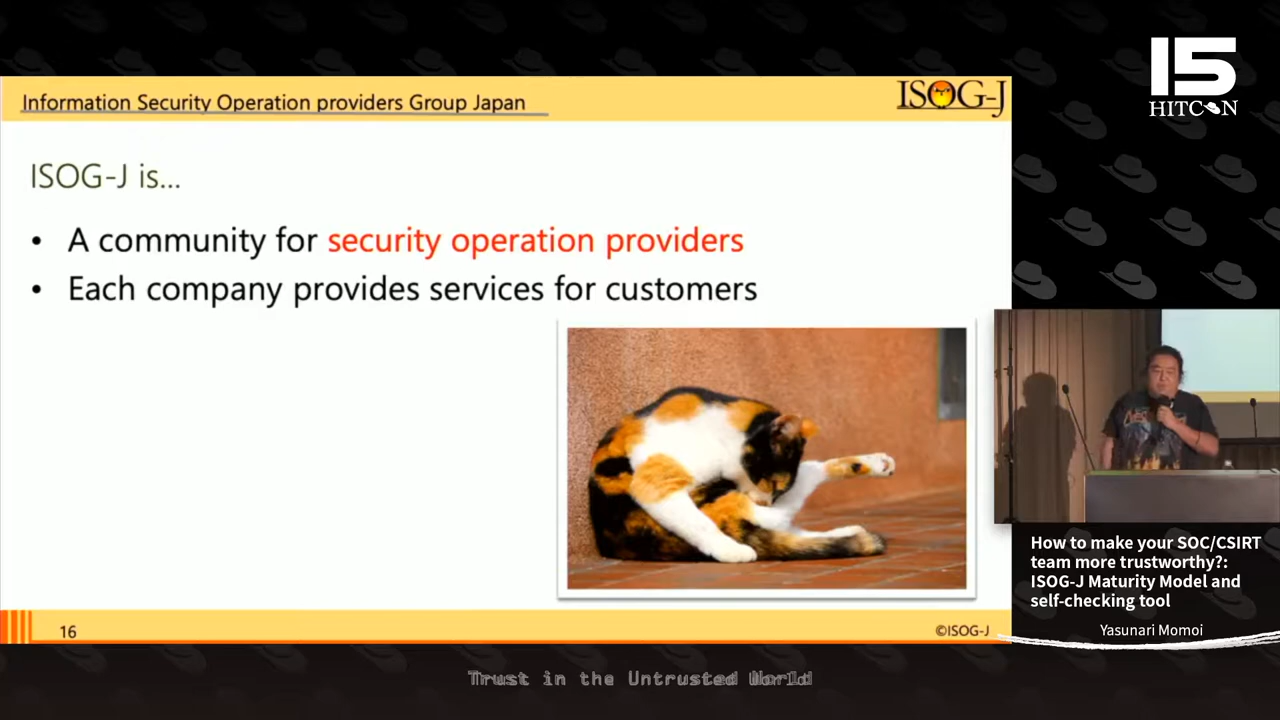 Information Security Operation providers Group Japan
ISOG-J
15
HITCON
ISOG-J is...
• A community for security operation providers
• Each company provides services for customers
16
©ISOG-J
How to make your SOC/CSIRT
team more trustworthy?:
ISOG-J Maturity Model and
self-checking tool
Yasunari Momoi
Trust in the Untrusted World